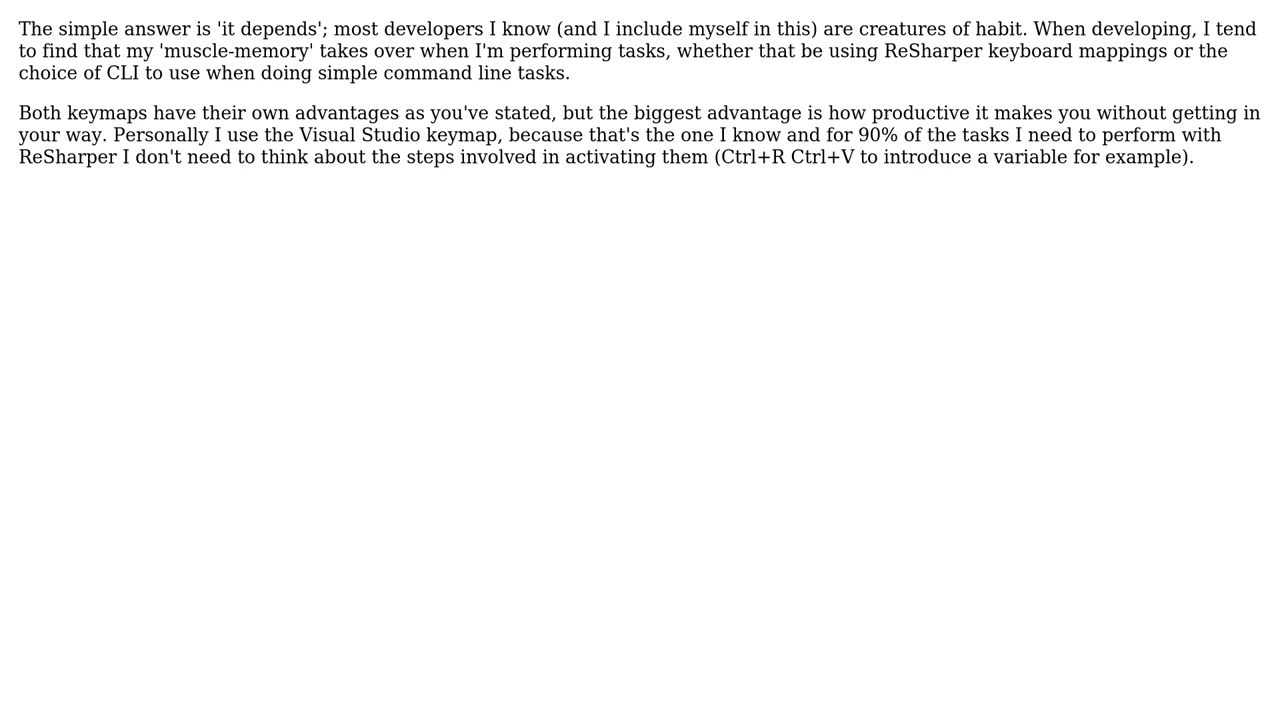 The simple answer is 'it depends'; most developers I know (and I include myself in this) are creatures of habit. When developing, I tend
to find that my 'muscle-memory' takes over when I'm performing tasks, whether that be using ReSharper keyboard mappings or the
choice of CLI to use when doing simple command line tasks.
Both keymaps have their own advantages as you've stated, but the biggest advantage is how productive it makes you without getting in
your way. Personally I use the Visual Studio keymap, because that's the one I know and for 90% of the tasks I need to perform with
ReSharper I don't need to think about the steps involved in activating them (Ctrl+R Ctrl+V to introduce a variable for example).